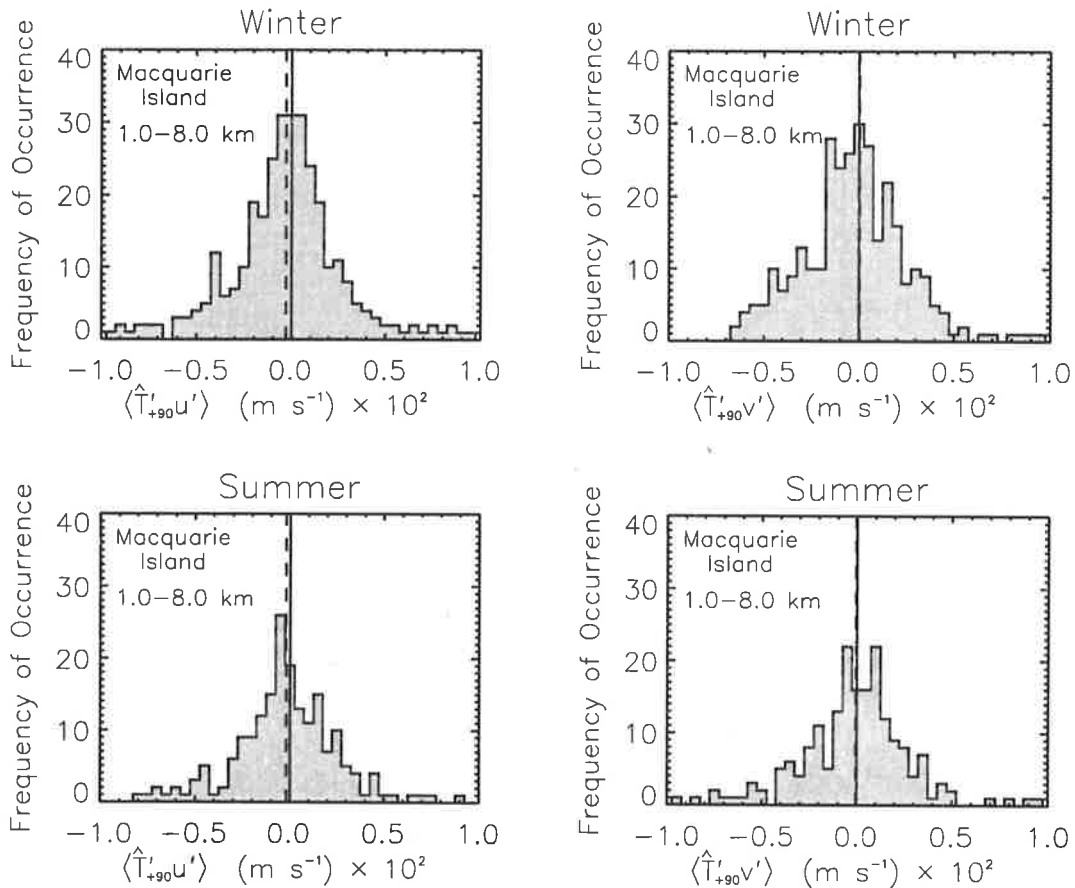 Winter
Frequency of Occurrence
40
30
20
10
0
Macquarie
Island
1.0–8.0 km
−1.0 −0.5 0.0 0.5 1.0
⟨T̂′₊₉₀u′⟩ (m s⁻¹) × 10²
Winter
Frequency of Occurrence
40
30
20
10
0
Macquarie
Island
1.0–8.0 km
−1.0 −0.5 0.0 0.5 1.0
⟨T̂′₊₉₀v′⟩ (m s⁻¹) × 10²
Summer
Frequency of Occurrence
40
30
20
10
0
Macquarie
Island
1.0–8.0 km
−1.0 −0.5 0.0 0.5 1.0
⟨T̂′₊₉₀u′⟩ (m s⁻¹) × 10²
Summer
Frequency of Occurrence
40
30
20
10
0
Macquarie
Island
1.0–8.0 km
−1.0 −0.5 0.0 0.5 1.0
⟨T̂′₊₉₀v′⟩ (m s⁻¹) × 10²